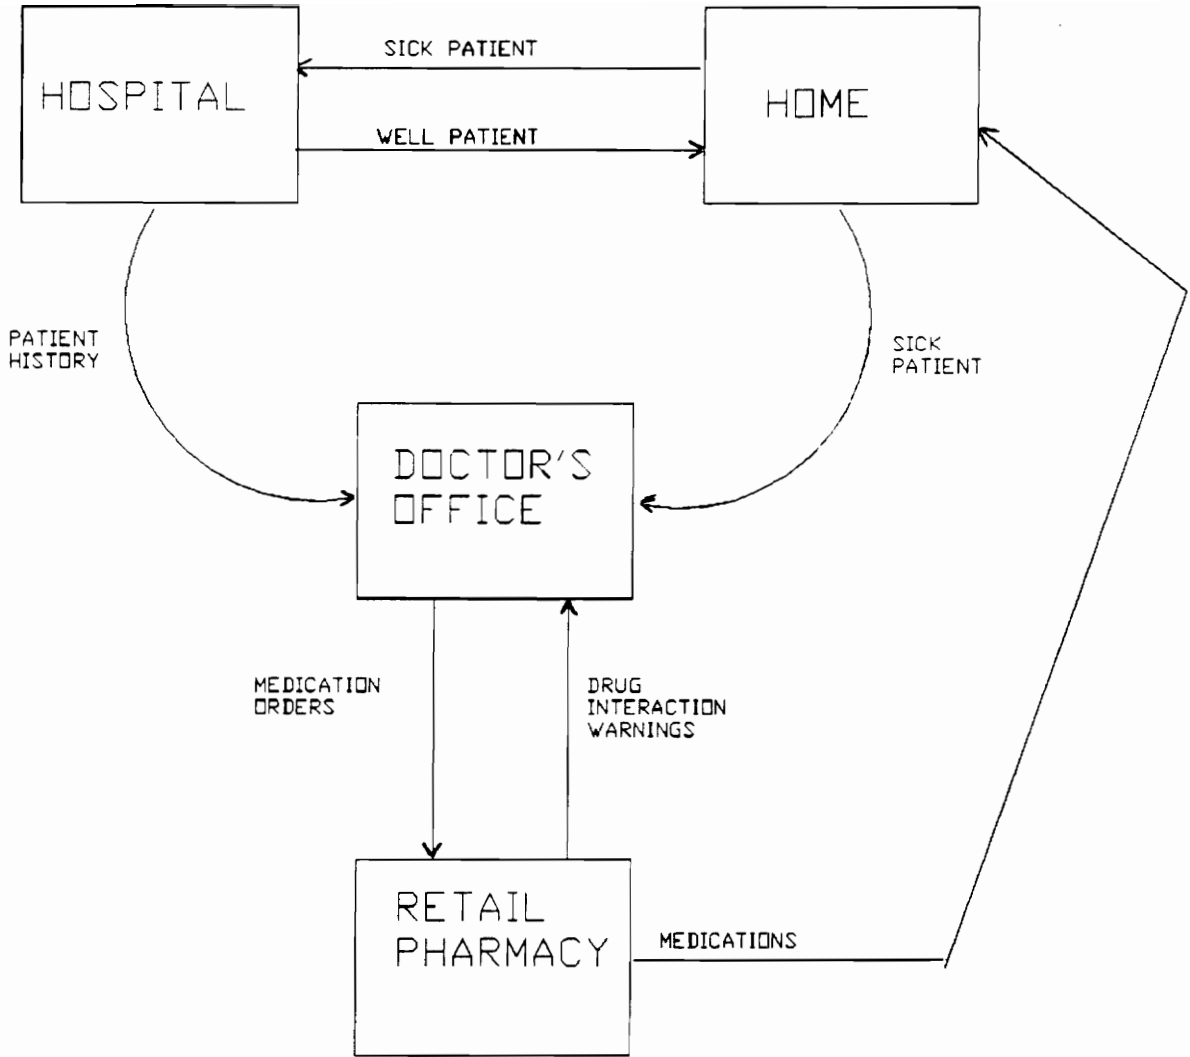 SICK PATIENT
HOSPITAL
HOME
WELL PATIENT
PATIENT
HISTORY
SICK
PATIENT
DOCTOR'S
OFFICE
MEDICATION
ORDERS
DRUG
INTERACTION
WARNINGS
RETAIL
PHARMACY
MEDICATIONS